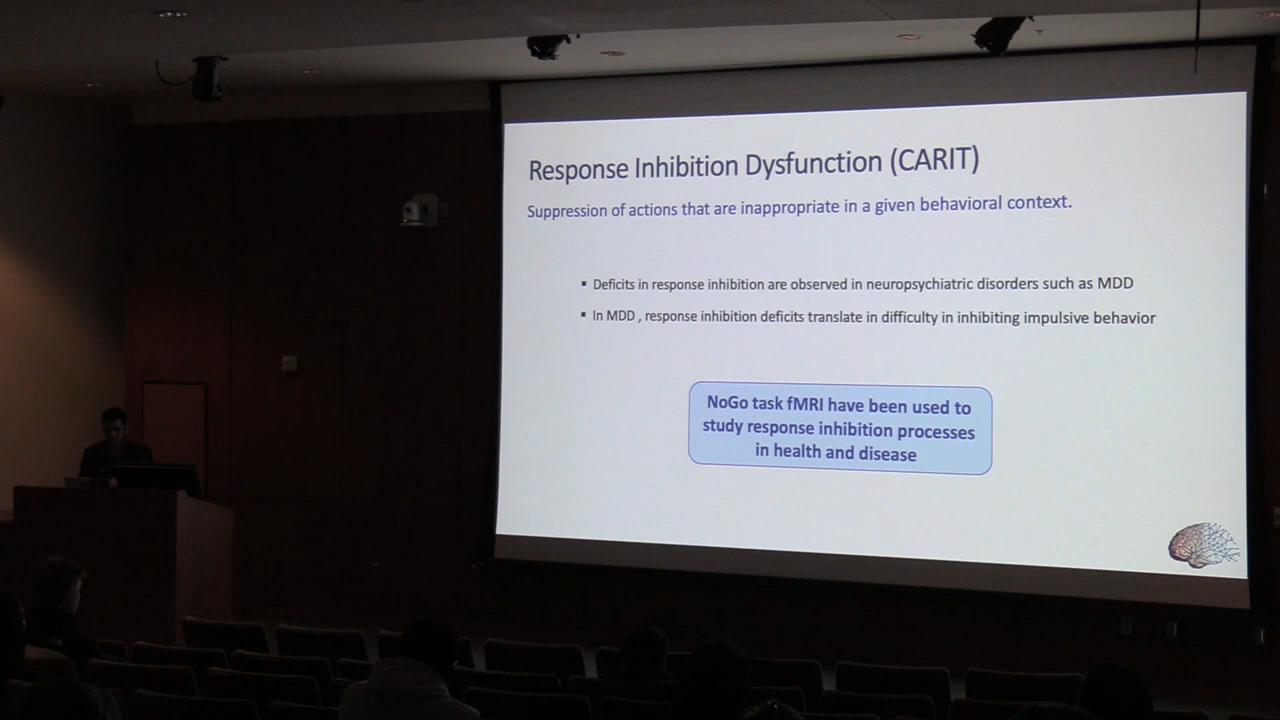 Response Inhibition Dysfunction (CARIT)
Suppression of actions that are inappropriate in a given behavioral context.
▪ Deficits in response inhibition are observed in neuropsychiatric disorders such as MDD
▪ In MDD , response inhibition deficits translate in difficulty in inhibiting impulsive behavior
NoGo task fMRI have been used to
study response inhibition processes
in health and disease